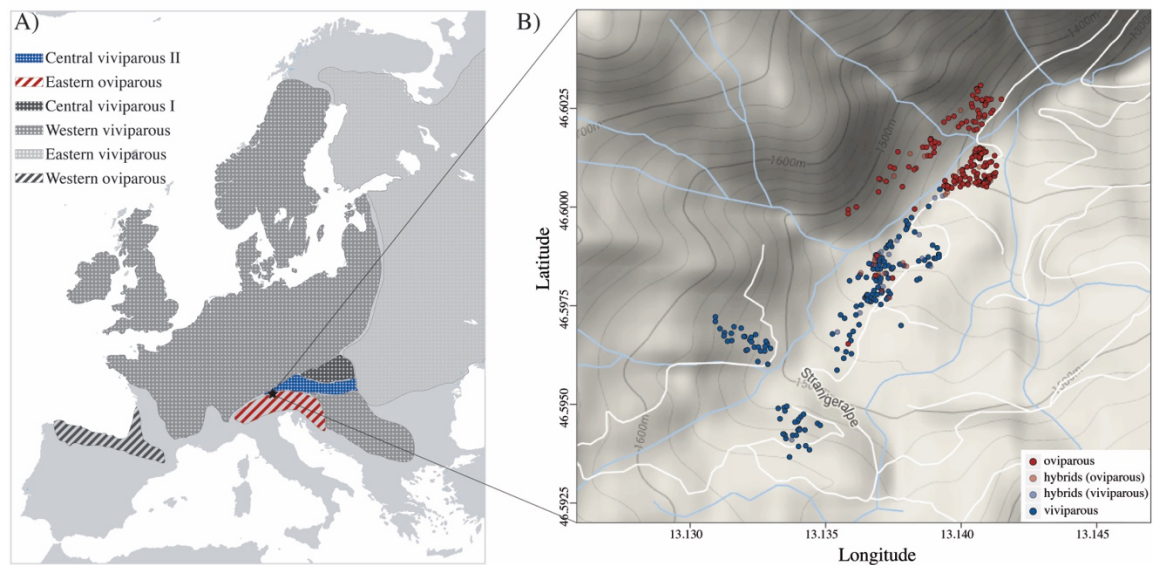 A)
Central viviparous II
Eastern oviparous
Central viviparous I
Western viviparous
Eastern viviparous
Western oviparous
B)
Latitude
46.6025
46.6000
46.5975
46.5950
46.5925
1400m
1500m
1600m
1600m
Longitude
13.130
13.135
13.140
13.145
oviparous
hybrids (oviparous)
hybrids (viviparous)
viviparous